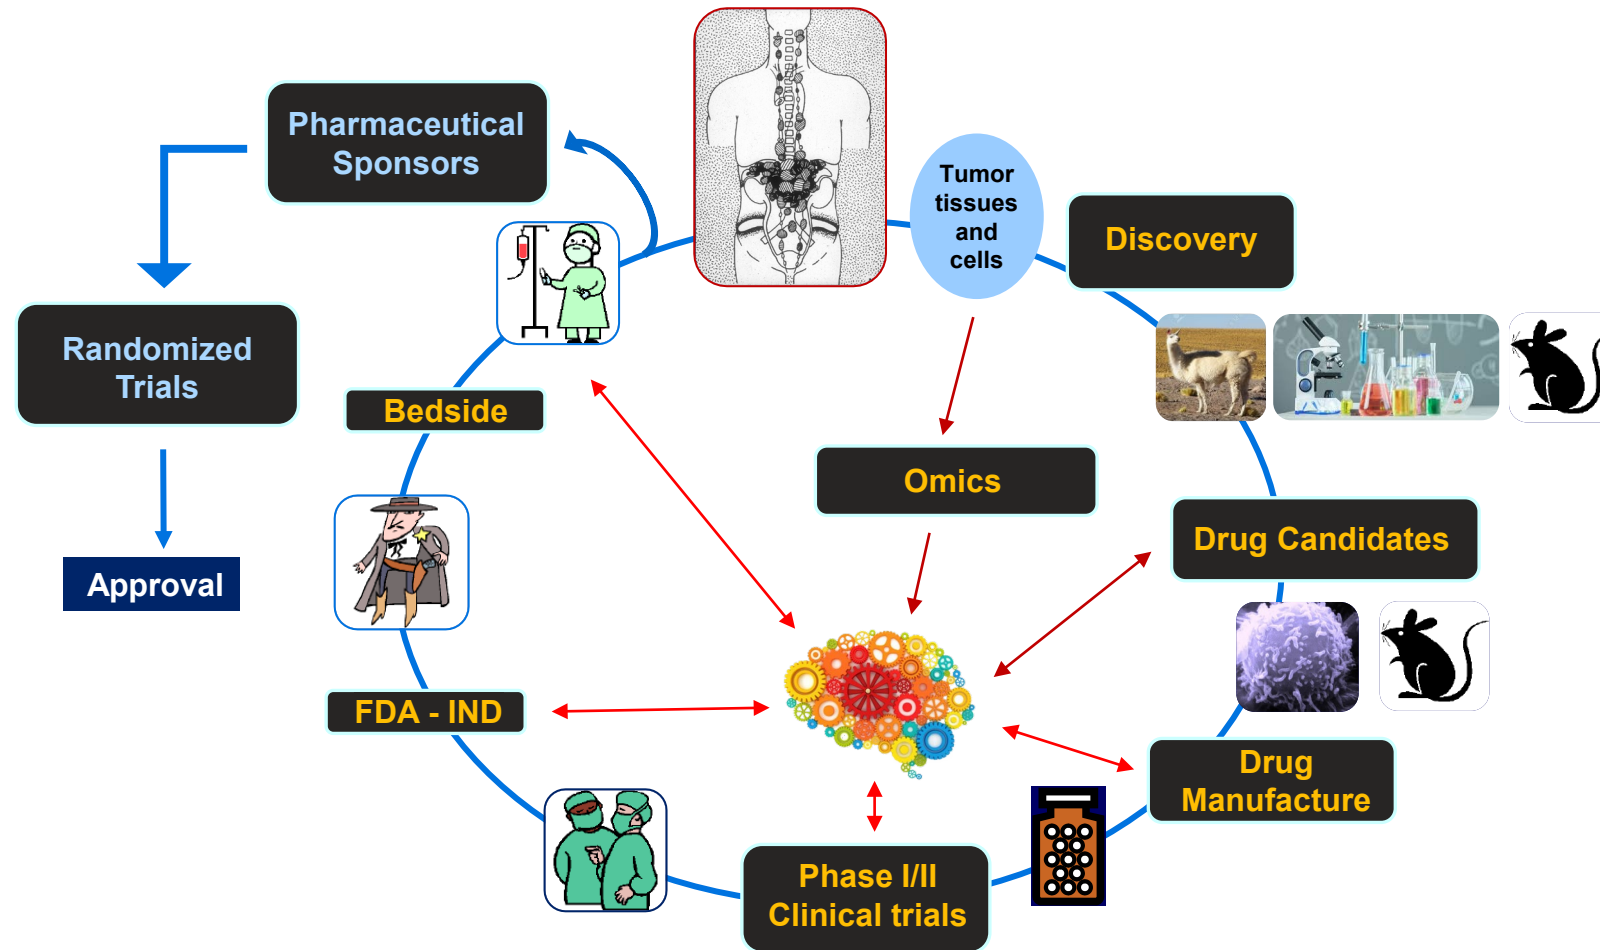 Pharmaceutical
Sponsors
Tumor
tissues
and
cells
Discovery
Randomized
Trials
Bedside
Omics
Drug Candidates
Approval
FDA - IND
Drug
Manufacture
Phase I/II
Clinical trials